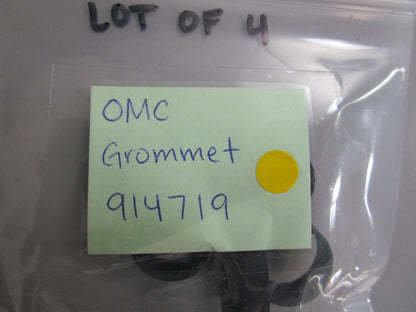 LOT OF 4
OMC
Grommet
914719